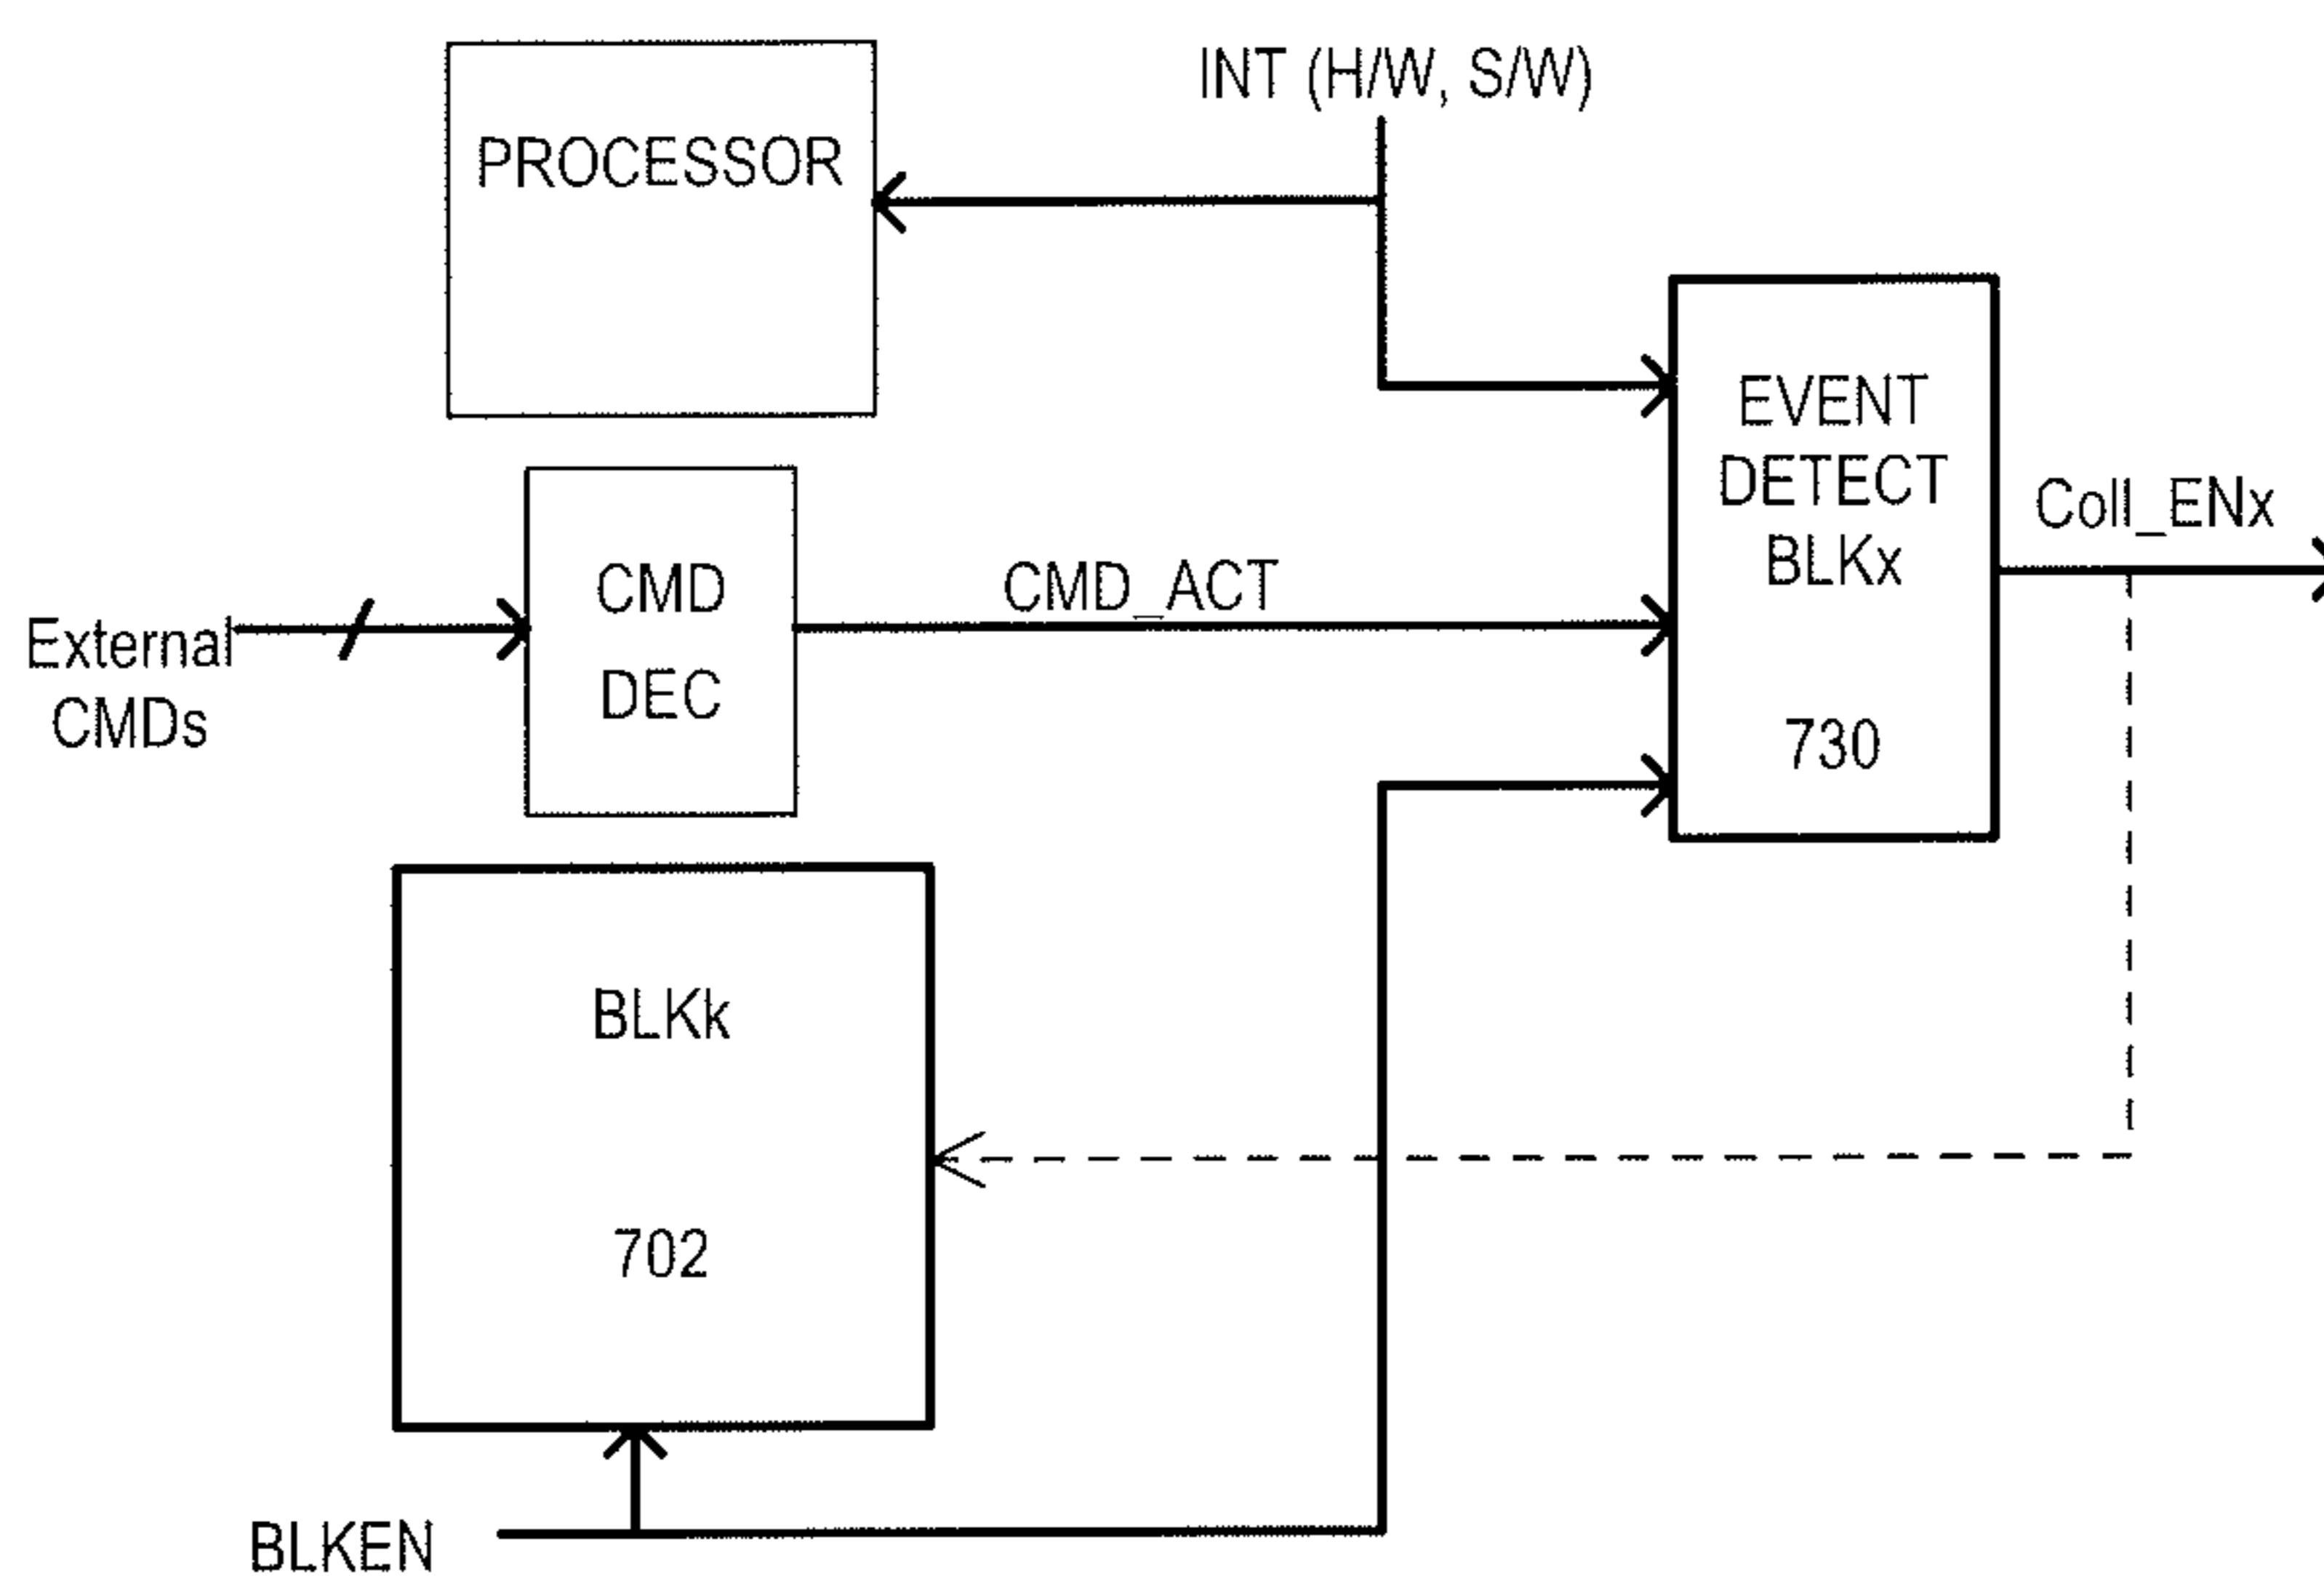 INT (H/W, S/W)
PROCESSOR
EVENT
DETECT
BLKx
730
Coll_ENx
CMD
DEC
CMD_ACT
External
CMDs
BLKk
702
BLKEN